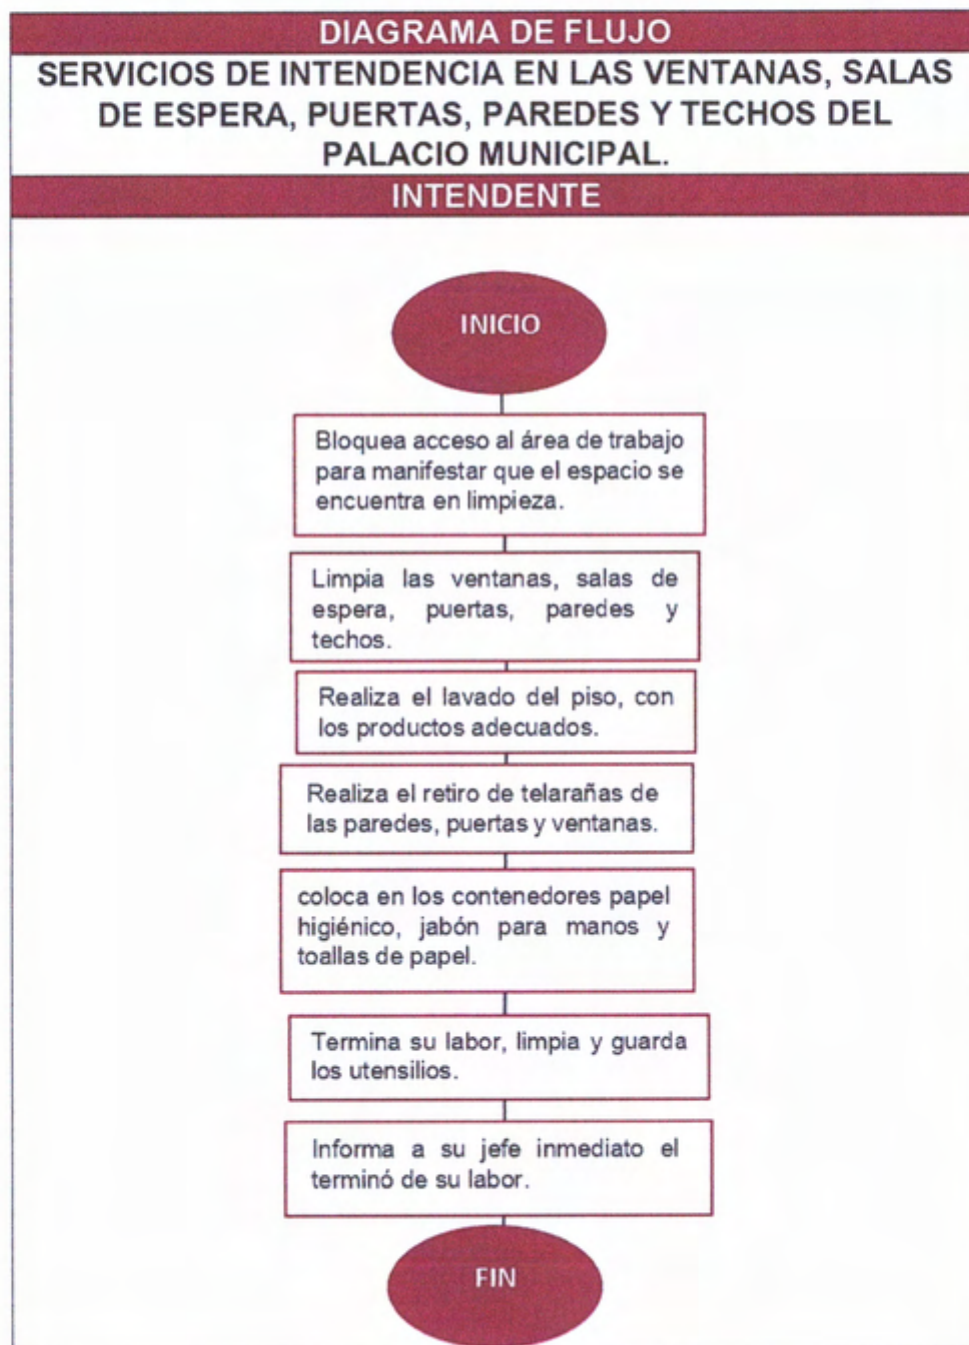 DIAGRAMA DE FLUJO
SERVICIOS DE INTENDENCIA EN LAS VENTANAS, SALAS
DE ESPERA, PUERTAS, PAREDES Y TECHOS DEL
PALACIO MUNICIPAL.
INTENDENTE
INICIO
Bloquea acceso al área de trabajo
para manifestar que el espacio se
encuentra en limpieza.
Limpia las ventanas, salas de
espera, puertas, paredes y
techos.
Realiza el lavado del piso, con
los productos adecuados.
Realiza el retiro de telarañas de
las paredes, puertas y ventanas.
coloca en los contenedores papel
higiénico, jabón para manos y
toallas de papel.
Termina su labor, limpia y guarda
los utensilios.
Informa a su jefe inmediato el
terminó de su labor.
FIN